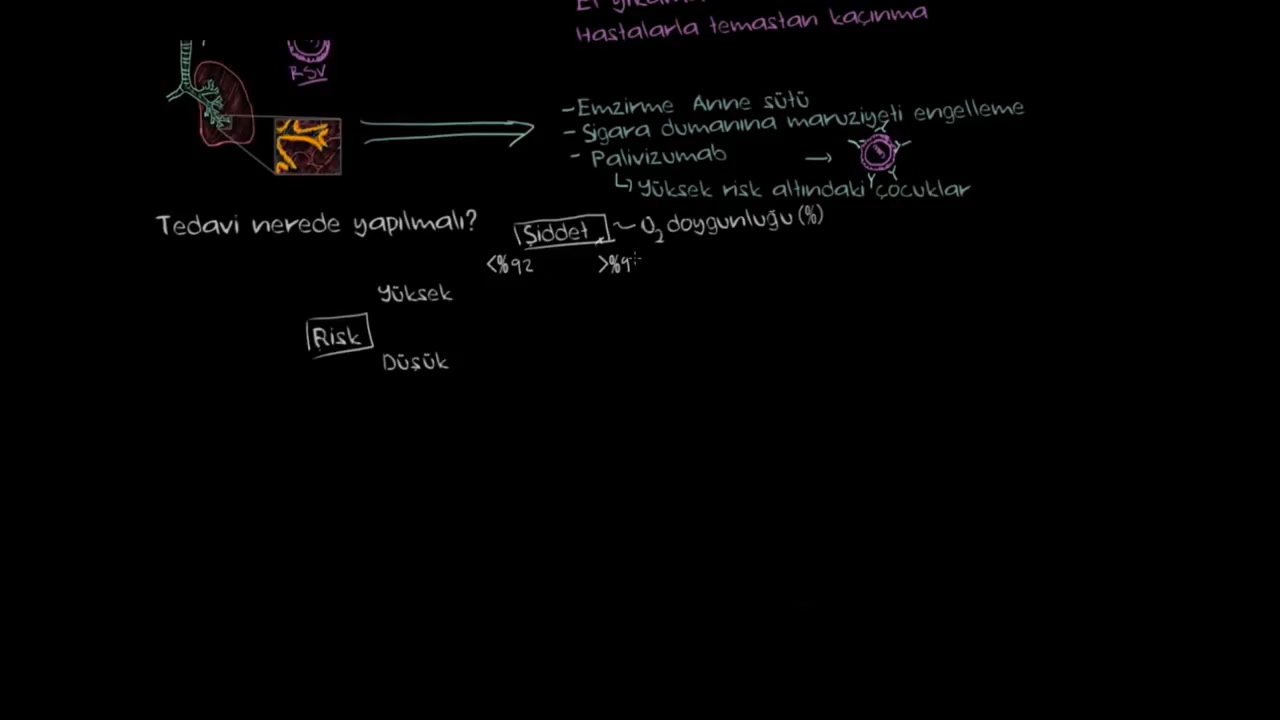 Hastalarla temastan kaçınma
RSV
-Emzirme Anne sütü
-Sigara dumanına maruziyeti engelleme
- Palivizumab →
↳ Yüksek risk altındaki çocuklar
Tedavi nerede yapılmalı? Şiddet ~ O₂ doygunluğu (%)
<%92 >%9
Yüksek
Risk
Düşük